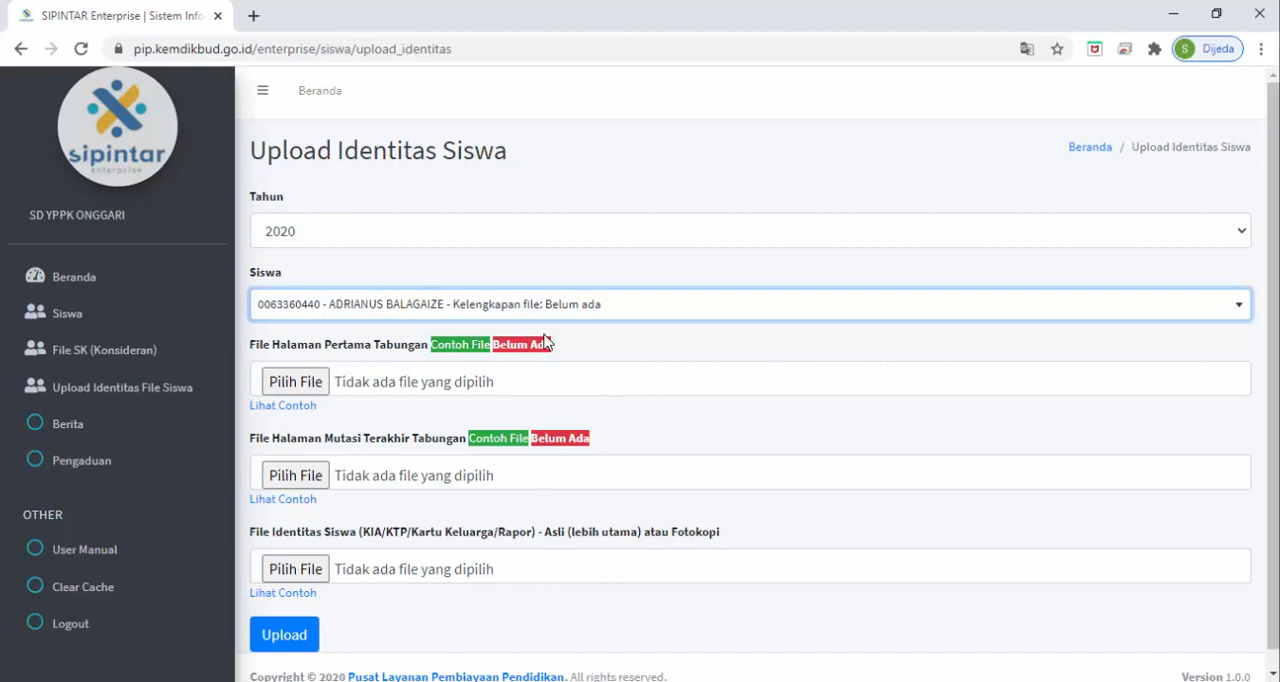 SIPINTAR Enterprise | Sistem Info
pip.kemdikbud.go.id/enterprise/siswa/upload_identitas
S Dijeda
sipintar
enterprise
SD YPPK ONGGARI
Beranda
Siswa
File SK (Konsideran)
Upload Identitas File Siswa
Berita
Pengaduan
OTHER
User Manual
Clear Cache
Logout
Beranda
Upload Identitas Siswa
Beranda / Upload Identitas Siswa
Tahun
2020
Siswa
0063360440 - ADRIANUS BALAGAIZE - Kelengkapan file: Belum ada
File Halaman Pertama Tabungan Contoh File Belum Ada
Pilih File Tidak ada file yang dipilih
Lihat Contoh
File Halaman Mutasi Terakhir Tabungan Contoh File Belum Ada
Pilih File Tidak ada file yang dipilih
Lihat Contoh
File Identitas Siswa (KIA/KTP/Kartu Keluarga/Rapor) - Asli (lebih utama) atau Fotokopi
Pilih File Tidak ada file yang dipilih
Lihat Contoh
Upload
Copyright © 2020 Pusat Layanan Pembiayaan Pendidikan. All rights reserved.
Version 1.0.0